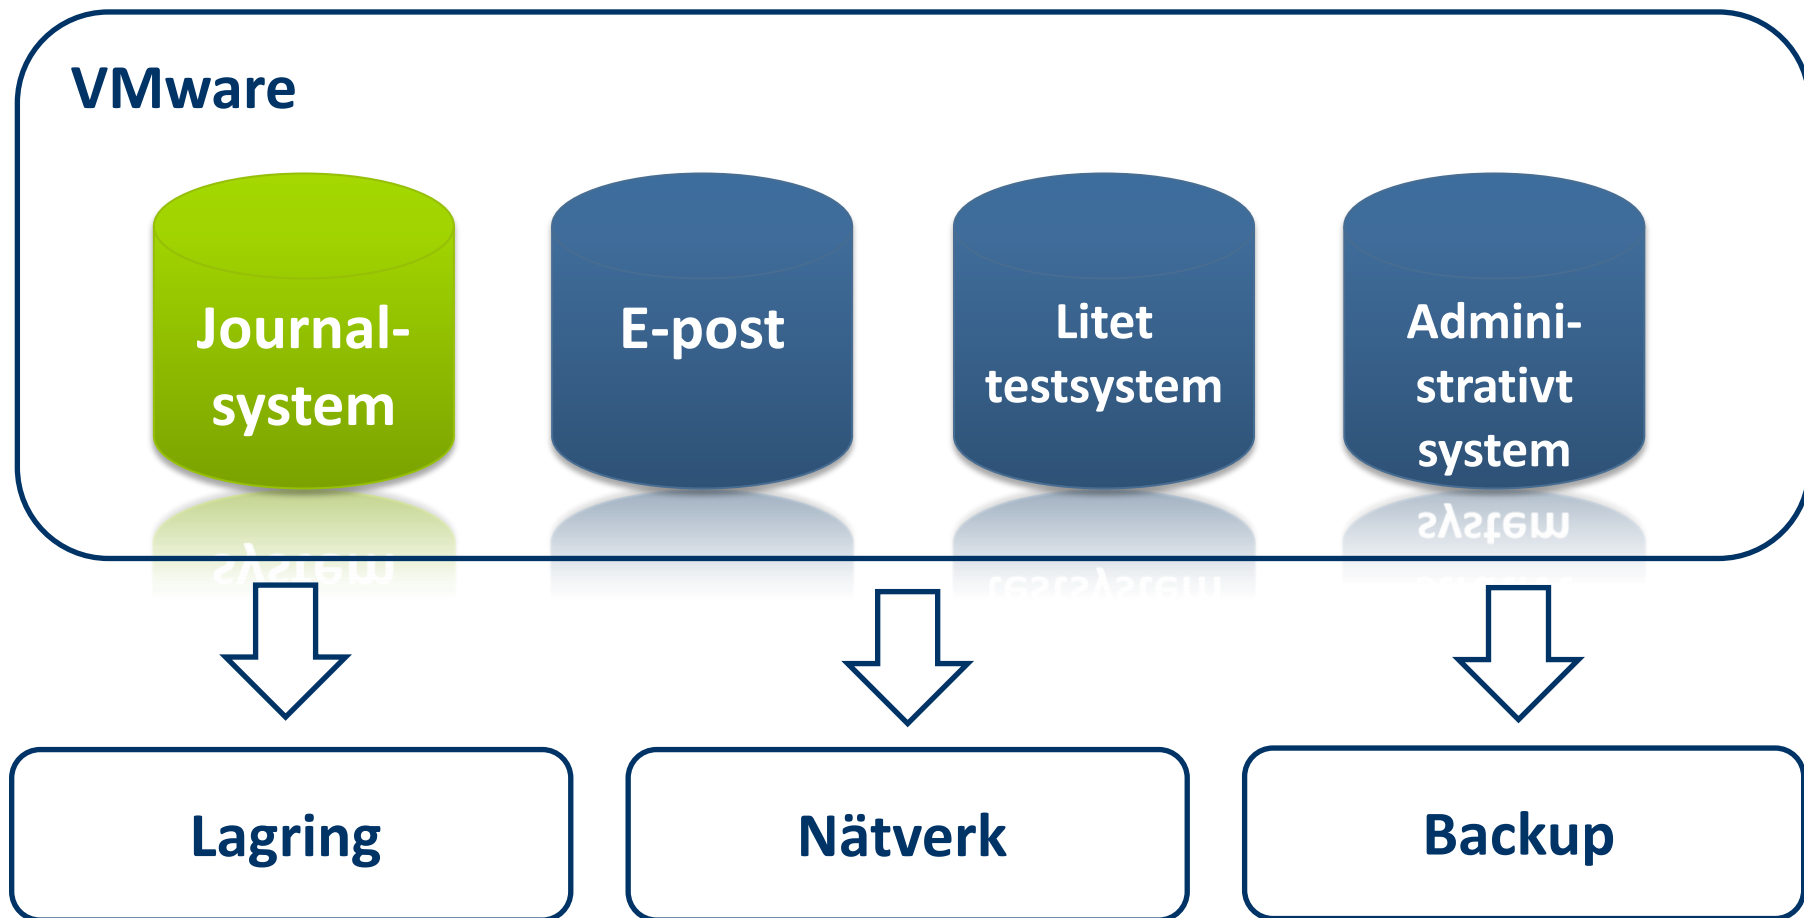 VMware
Journal-
system
E-post
Litet
testsystem
Admini-
strativt
system
Lagring
Nätverk
Backup